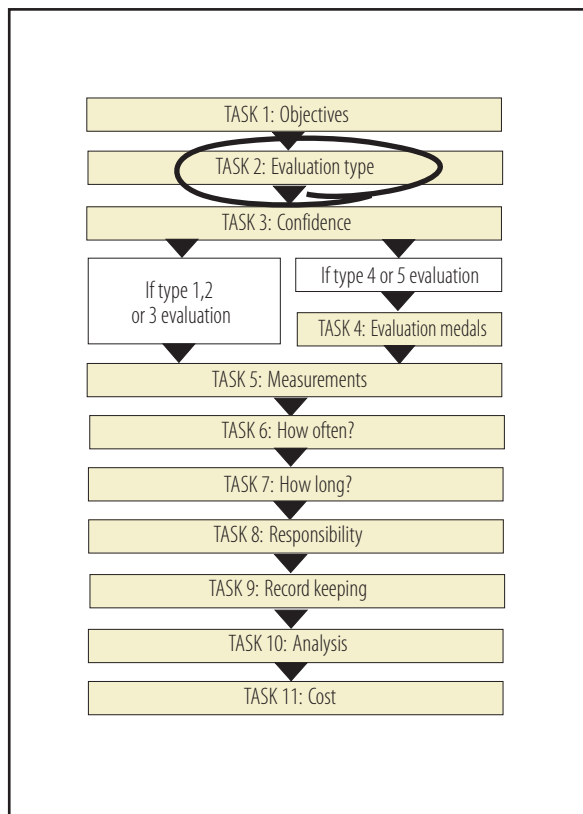 TASK 1: Objectives
TASK 2: Evaluation type
TASK 3: Confidence
If type 1,2
or 3 evaluation
If type 4 or 5 evaluation
TASK 4: Evaluation medals
TASK 5: Measurements
TASK 6: How often?
TASK 7: How long?
TASK 8: Responsibility
TASK 9: Record keeping
TASK 10: Analysis
TASK 11: Cost